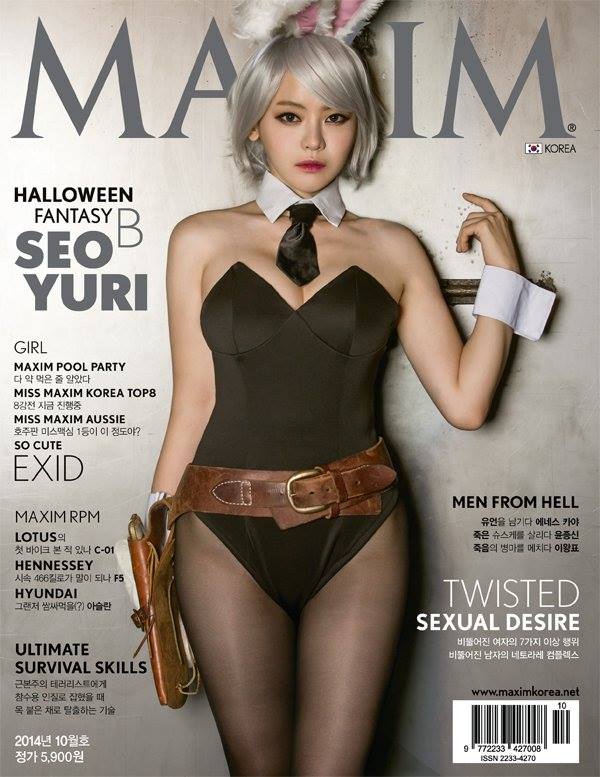 MAXIM®
KOREA
HALLOWEEN
FANTASY B
SEO
YURI
GIRL
MAXIM POOL PARTY
다 약 먹은 줄 알았다
MISS MAXIM KOREA TOP8
8강전 지금 진행중
MISS MAXIM AUSSIE
호주판 미스맥심 1등이 이 정도야?
SO CUTE
EXID
MAXIM RPM
LOTUS의
첫 바이크 본 적 있나 C-01
HENNESSEY
시속 466킬로가 말이 되나 F5
HYUNDAI
그랜저 쌈싸먹을(?) 아슬란
ULTIMATE
SURVIVAL SKILLS
근본주의 테러리스트에게
참수용 인질로 잡혔을 때
목 붙은 채로 탈출하는 기술
2014년 10월호
정가 5,900원
MEN FROM HELL
유언을 남기다 에네스 카야
죽은 슈스케를 살리다 윤종신
죽음의 병마를 메치다 이왕표
TWISTED
SEXUAL DESIRE
비뚤어진 여자의 7가지 이상 행위
비뚤어진 남자의 네토라레 컴플렉스
www.maximkorea.net
10
9 772233 427008
ISSN 2233-4270